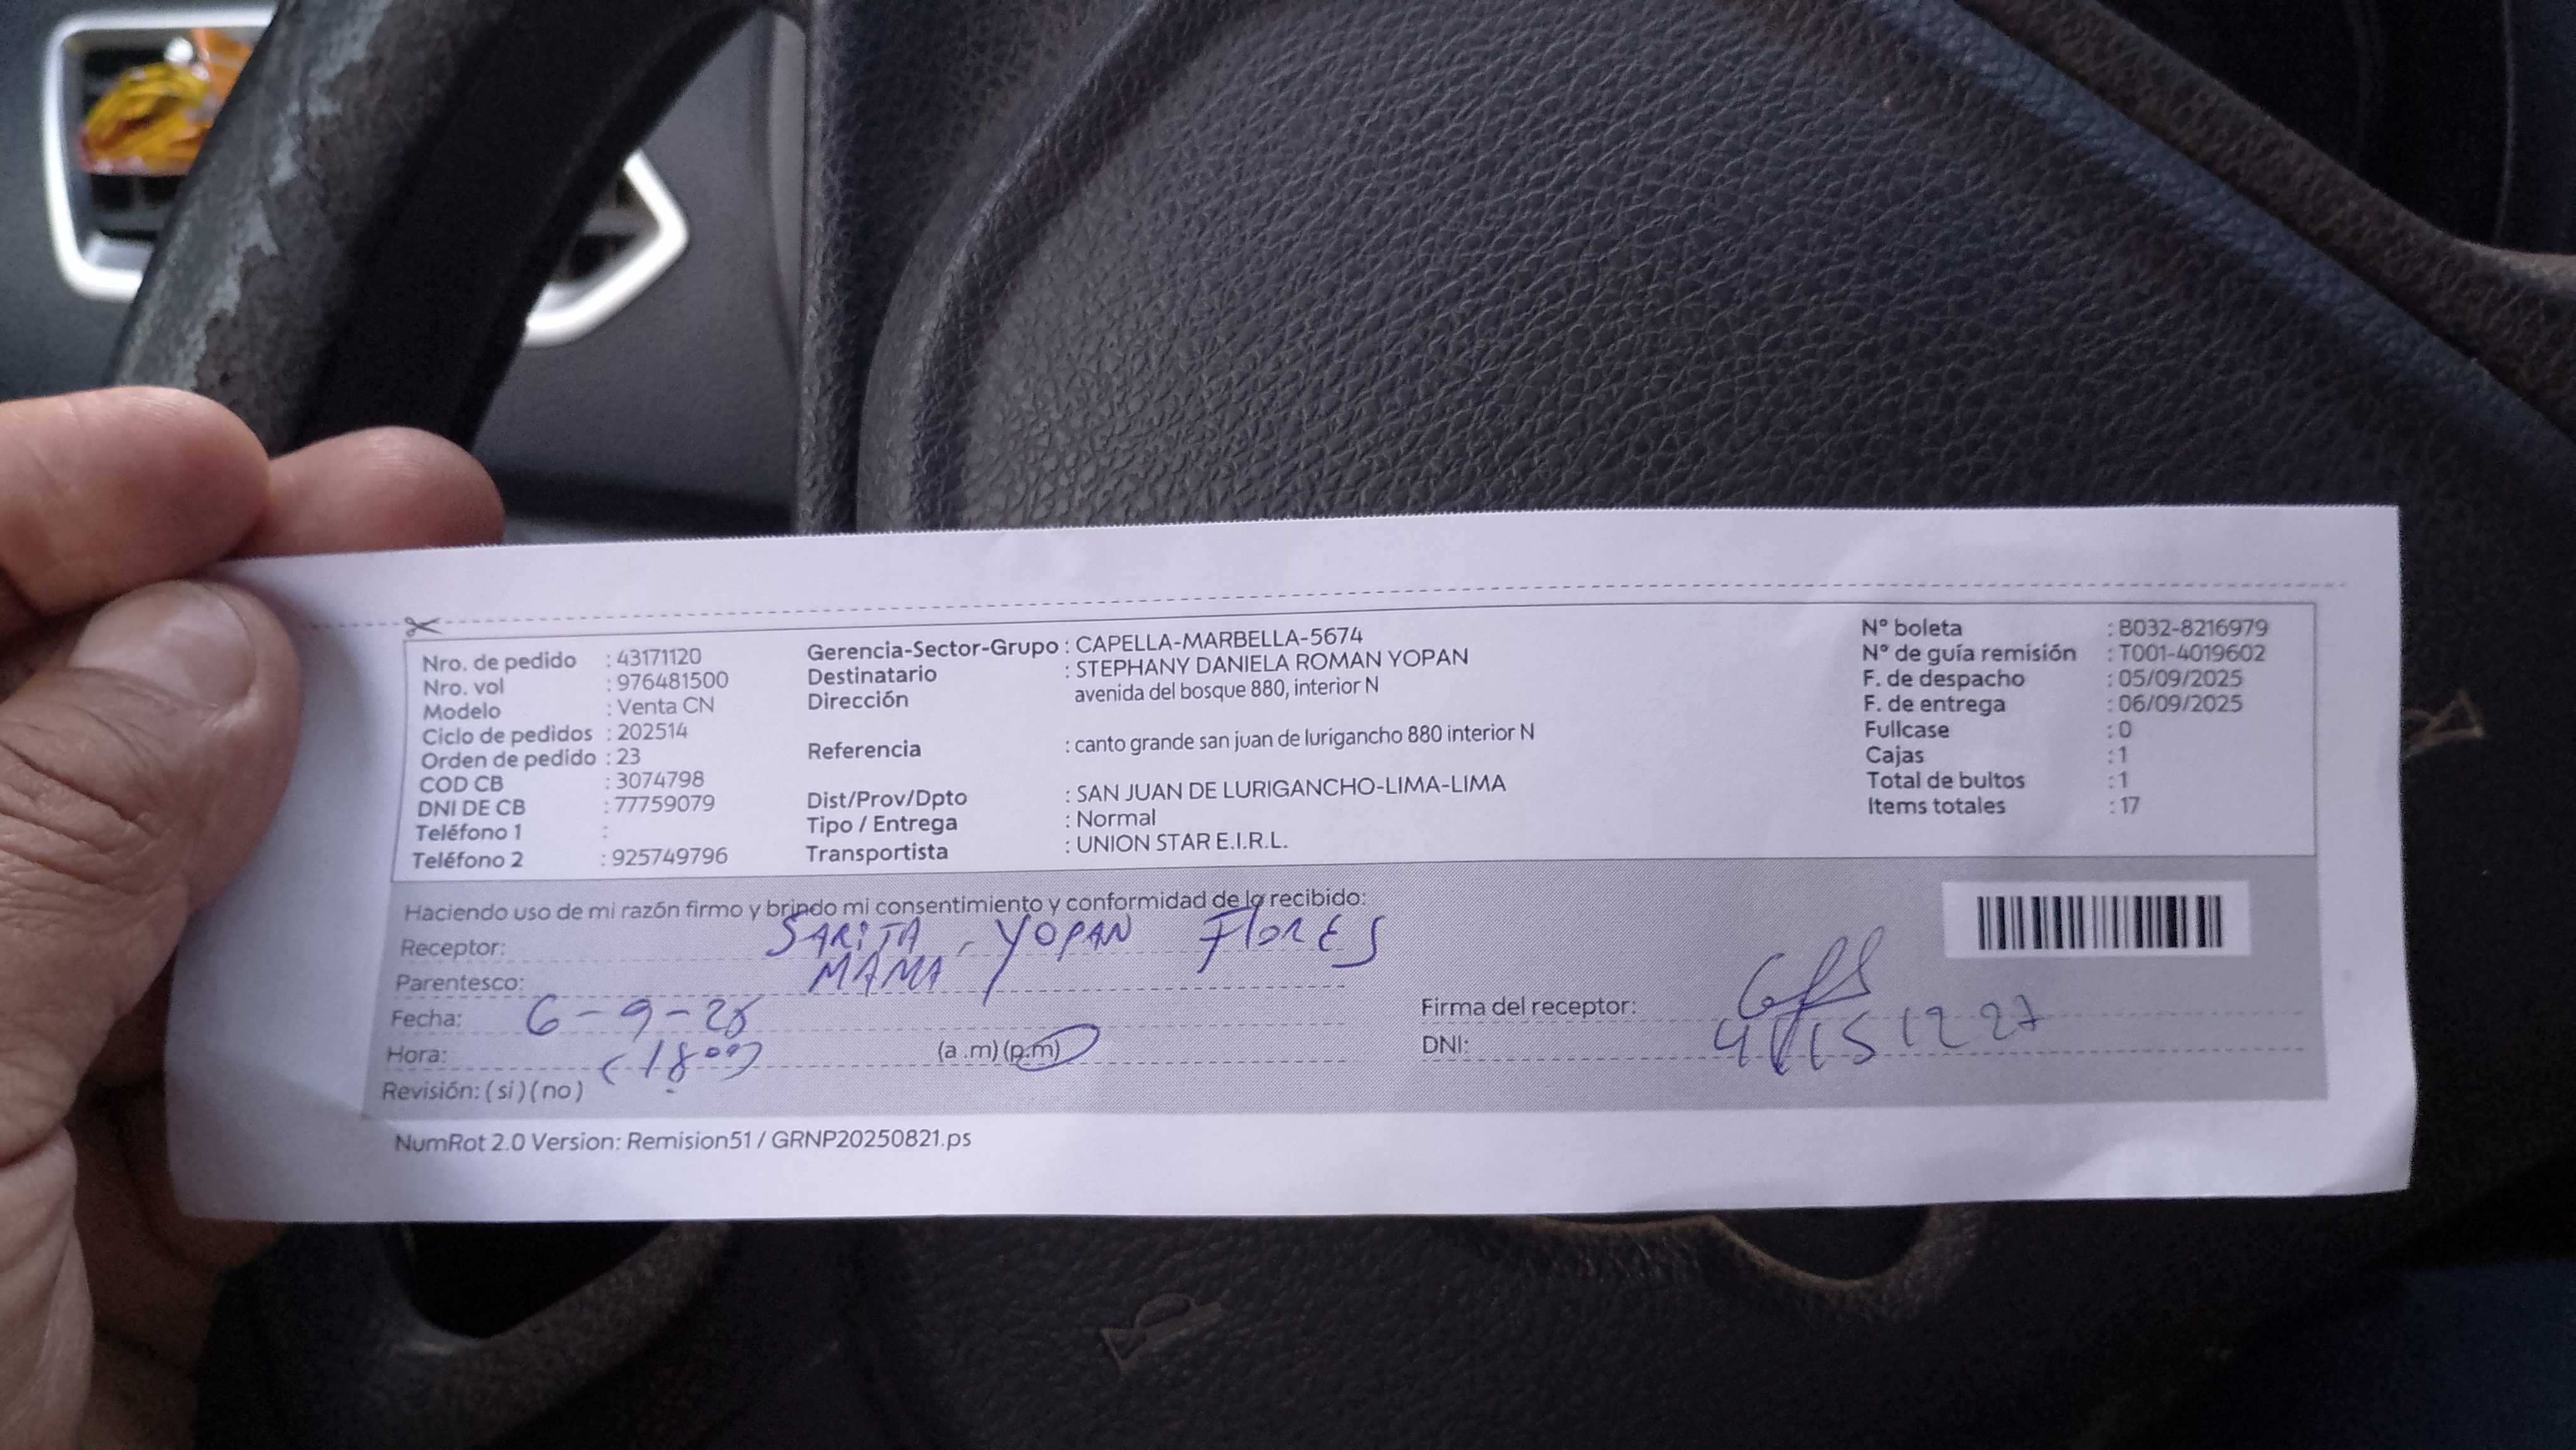 Nro. de pedido : 43171120
Nro. vol : 976481500
Modelo : Venta CN
Ciclo de pedidos : 202514
Orden de pedido : 23
COD CB : 3074798
DNI DE CB : 77759079
Teléfono 1 :
Teléfono 2 : 925749796
Gerencia-Sector-Grupo : CAPELLA-MARBELLA-5674
Destinatario : STEPHANY DANIELA ROMAN YOPAN
Dirección avenida del bosque 880, interior N
Referencia : canto grande san juan de lurigancho 880 interior N
Dist/Prov/Dpto : SAN JUAN DE LURIGANCHO-LIMA-LIMA
Tipo / Entrega : Normal
Transportista : UNION STAR E.I.R.L.
N° boleta : B032-8216979
N° de guía remisión : T001-4019602
F. de despacho : 05/09/2025
F. de entrega : 06/09/2025
Fullcase : 0
Cajas : 1
Total de bultos : 1
Items totales : 17
Haciendo uso de mi razón firmo y brindo mi consentimiento y conformidad de lo recibido:
Receptor: SARITA YOPAN FLORES
Parentesco: MAMA
Fecha: 6-9-25
Hora: (1800) (a .m) (p.m)
Revisión: ( si ) ( no )
Firma del receptor:
DNI:
NumRot 2.0 Version: Remision51 / GRNP20250821.ps